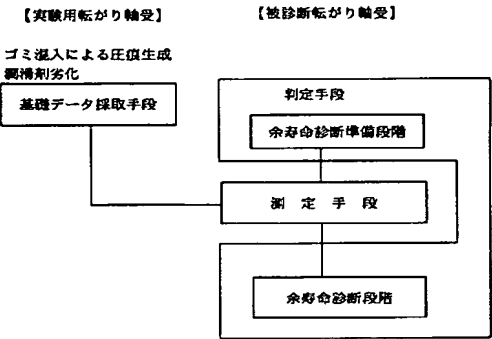 【実験用転がり軸受】
【被診断転がり軸受】
ゴミ混入による圧痕生成
潤滑剤劣化
基礎データ採取手段
判定手段
余寿命診断準備段階
測定手段
余寿命診断段階